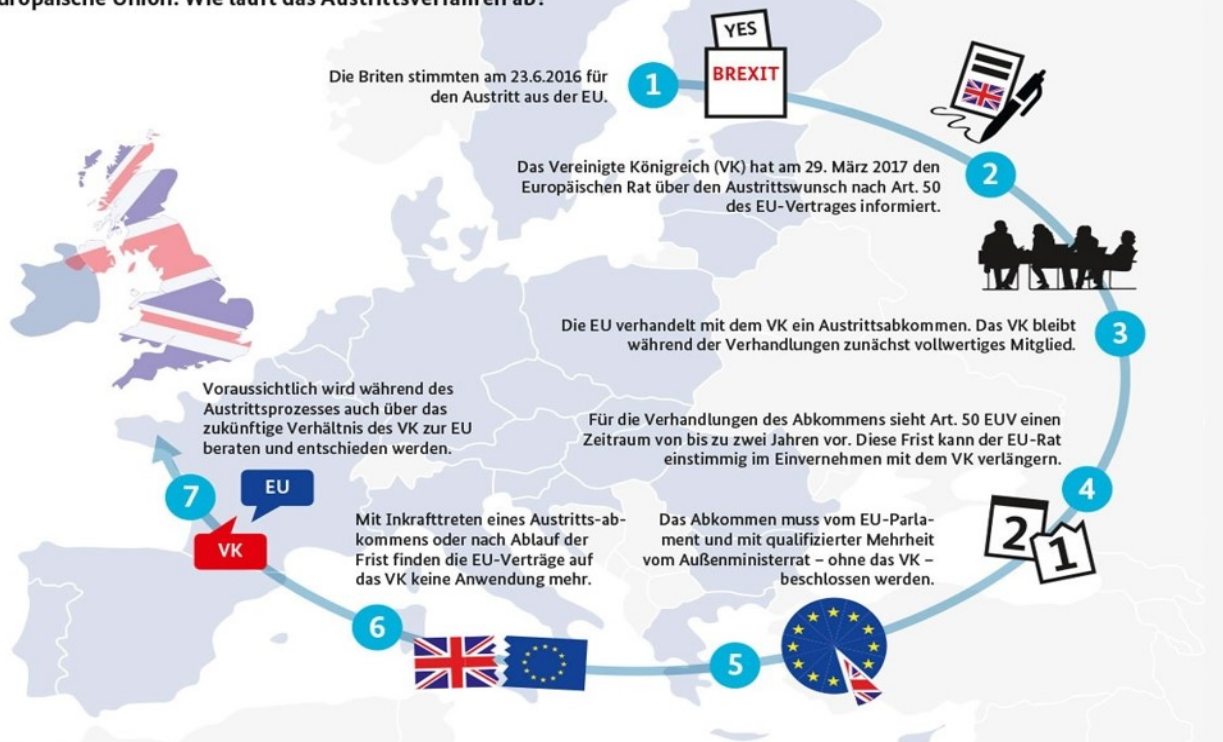 Europäische Union: Wie läuft das Austrittsverfahren ab?
YES
BREXIT
1
Die Briten stimmten am 23.6.2016 für
den Austritt aus der EU.
2
Das Vereinigte Königreich (VK) hat am 29. März 2017 den
Europäischen Rat über den Austrittswunsch nach Art. 50
des EU-Vertrages informiert.
3
Die EU verhandelt mit dem VK ein Austrittsabkommen. Das VK bleibt
während der Verhandlungen zunächst vollwertiges Mitglied.
4
Für die Verhandlungen des Abkommens sieht Art. 50 EUV einen
Zeitraum von bis zu zwei Jahren vor. Diese Frist kann der EU-Rat
einstimmig im Einvernehmen mit dem VK verlängern.
2
1
5
Das Abkommen muss vom EU-Parla-
ment und mit qualifizierter Mehrheit
vom Außenministerrat – ohne das VK –
beschlossen werden.
6
Mit Inkrafttreten eines Austritts-ab-
kommens oder nach Ablauf der
Frist finden die EU-Verträge auf
das VK keine Anwendung mehr.
7
Voraussichtlich wird während des
Austrittsprozesses auch über das
zukünftige Verhältnis des VK zur EU
beraten und entschieden werden.
EU
VK